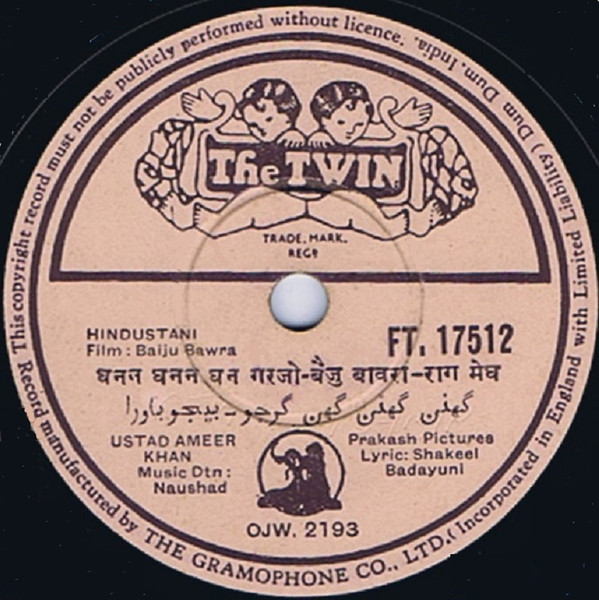 This copyright record must not be publicly performed without licence.
Record manufactured by THE GRAMOPHONE CO., LTD. (Incorporated in England with Limited Liability) Dum Dum, India.
The TWIN
TRADE. MARK.
REGD
HINDUSTANI
Film : Baiju Bawra
FT. 17512
घनन घनन घन गरजो-बैजु बावरा-राग मेघ
گھنن گھنن گھن گرجو - بیجو باورا
USTAD AMEER
KHAN
Music Dtn :
Naushad
Prakash Pictures
Lyric: Shakeel
Badayuni
OJW. 2193